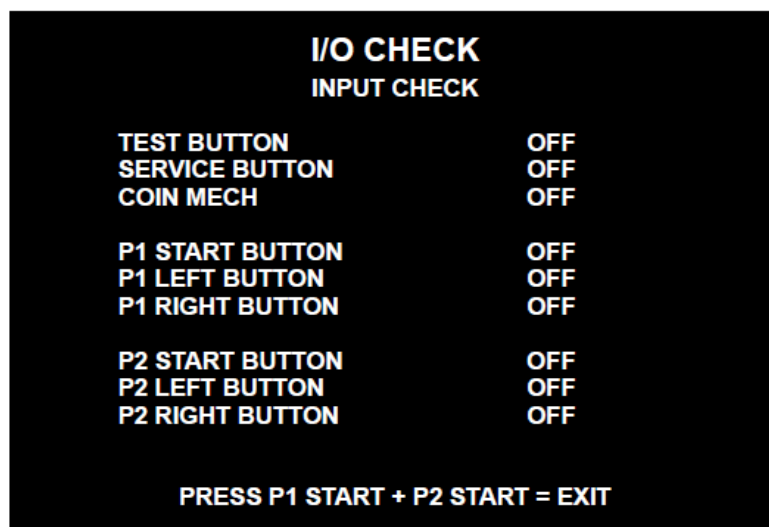 I/O CHECK
INPUT CHECK
TEST BUTTON OFF
SERVICE BUTTON OFF
COIN MECH OFF
P1 START BUTTON OFF
P1 LEFT BUTTON OFF
P1 RIGHT BUTTON OFF
P2 START BUTTON OFF
P2 LEFT BUTTON OFF
P2 RIGHT BUTTON OFF
PRESS P1 START + P2 START = EXIT